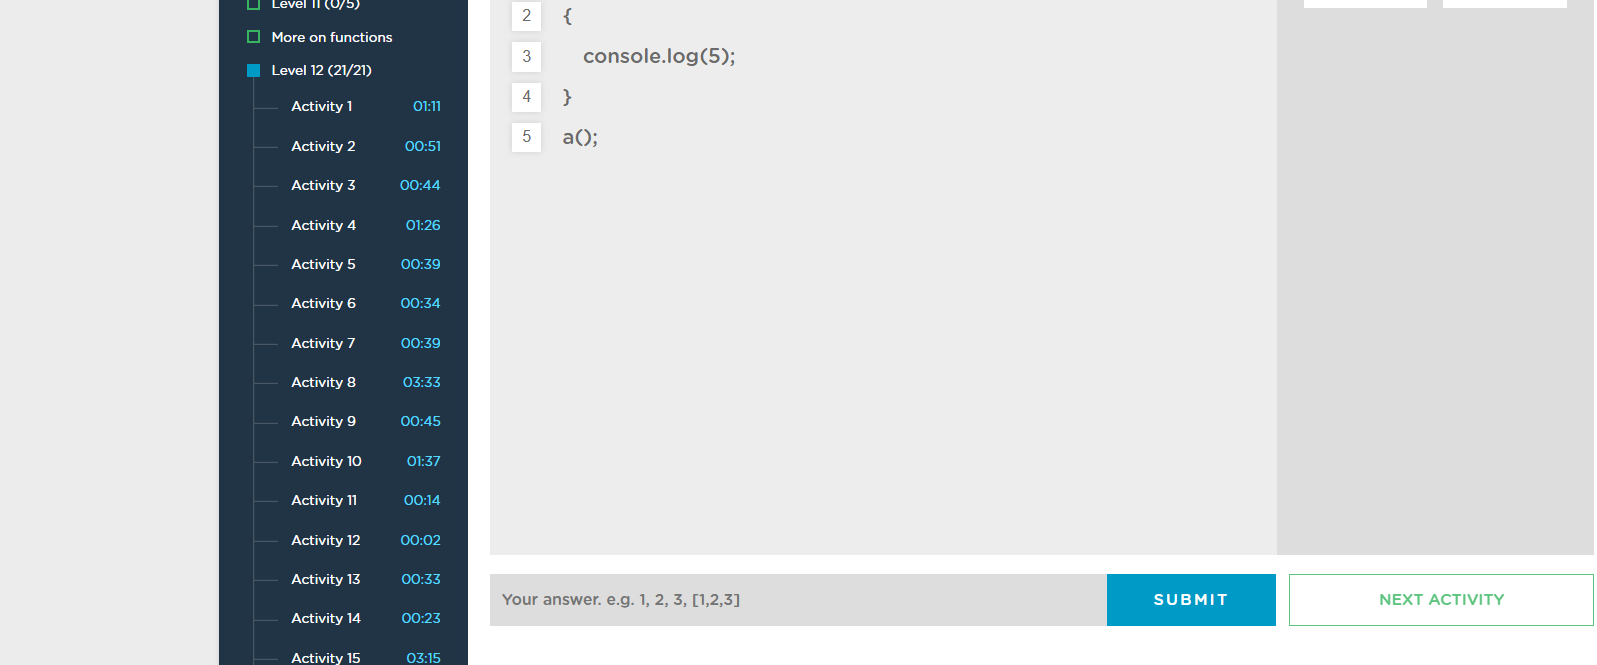 Level 11 (0/5)
More on functions
Level 12 (21/21)
Activity 1 01:11
Activity 2 00:51
Activity 3 00:44
Activity 4 01:26
Activity 5 00:39
Activity 6 00:34
Activity 7 00:39
Activity 8 03:33
Activity 9 00:45
Activity 10 01:37
Activity 11 00:14
Activity 12 00:02
Activity 13 00:33
Activity 14 00:23
Activity 15 03:15
2 {
3 console.log(5);
4 }
5 a();
Your answer. e.g. 1, 2, 3, [1,2,3]
SUBMIT
NEXT ACTIVITY